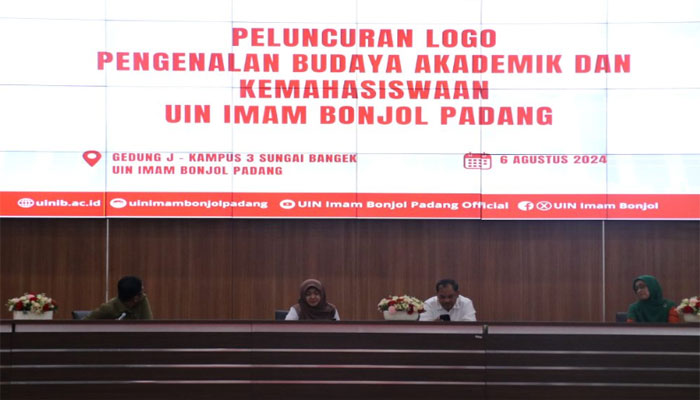 PELUNCURAN LOGO
PENGENALAN BUDAYA AKADEMIK DAN
KEMAHASISWAAN
UIN IMAM BONJOL PADANG
GEDUNG J - KAMPUS 3 SUNGAI BANGEK
UIN IMAM BONJOL PADANG
6 AGUSTUS 2024
uinib.ac.id uinimambonjolpadang UIN Imam Bonjol Padang Official UIN Imam Bonjol